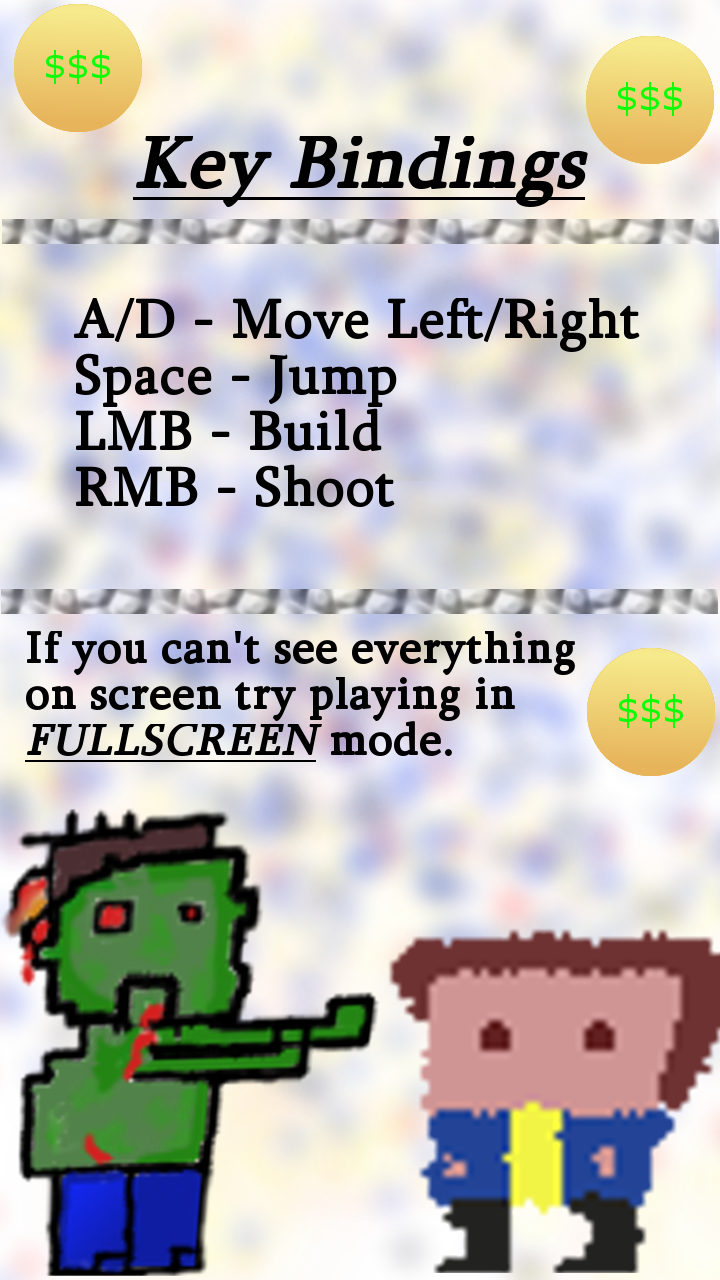 $$$
$$$
Key Bindings
A/D - Move Left/Right
Space - Jump
LMB - Build
RMB - Shoot
If you can't see everything
on screen try playing in
FULLSCREEN mode.
$$$